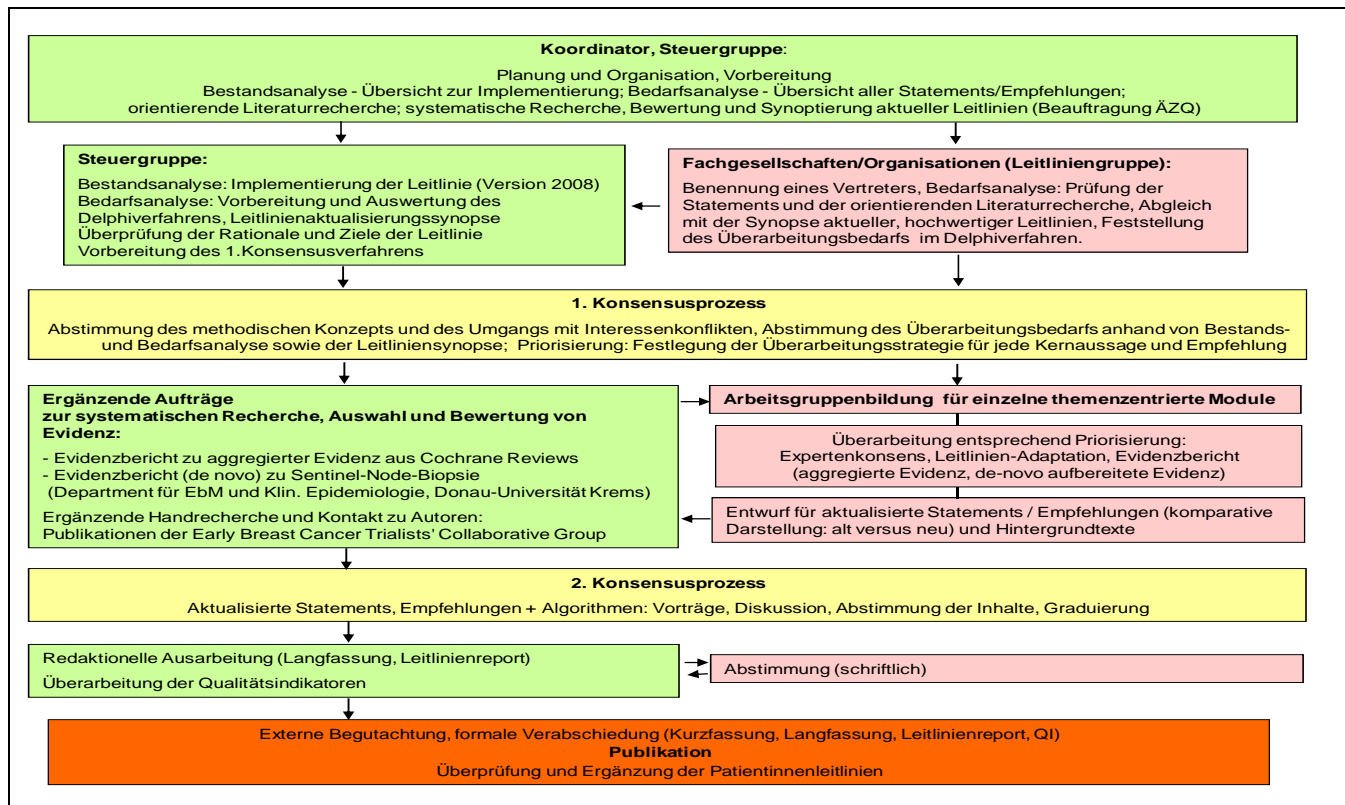 Koordinator, Steuergruppe:
Planung und Organisation, Vorbereitung
Bestandsanalyse - Übersicht zur Implementierung; Bedarfsanalyse - Übersicht aller Statements/Empfehlungen;
orientierende Literaturrecherche; systematische Recherche, Bewertung und Synoptierung aktueller Leitlinien (Beauftragung ÄZQ)
Steuergruppe:
Bestandsanalyse: Implementierung der Leitlinie (Version 2008)
Bedarfsanalyse: Vorbereitung und Auswertung des
Delphiverfahrens, Leitlinienaktualisierungssynopse
Überprüfung der Rationale und Ziele der Leitlinie
Vorbereitung des 1.Konsensusverfahrens
Fachgesellschaften/Organisationen (Leitliniengruppe):
Benennung eines Vertreters, Bedarfsanalyse: Prüfung der
Statements und der orientierenden Literaturrecherche, Abgleich
mit der Synopse aktueller, hochwertiger Leitlinien, Feststellung
des Überarbeitungsbedarfs im Delphiverfahren.
1. Konsensusprozess
Abstimmung des methodischen Konzepts und des Umgangs mit Interessenkonflikten, Abstimmung des Überarbeitungsbedarfs anhand von Bestands-
und Bedarfsanalyse sowie der Leitliniensynopse; Priorisierung: Festlegung der Überarbeitungsstrategie für jede Kernaussage und Empfehlung
Ergänzende Aufträge
zur systematischen Recherche, Auswahl und Bewertung von
Evidenz:
- Evidenzbericht zu aggregierter Evidenz aus Cochrane Reviews
- Evidenzbericht (de novo) zu Sentinel-Node-Biopsie
(Department für EbM und Klin. Epidemiologie, Donau-Universität Krems)
Ergänzende Handrecherche und Kontakt zu Autoren:
Publikationen der Early Breast Cancer Trialists' Collaborative Group
Arbeitsgruppenbildung für einzelne themenzentrierte Module
Überarbeitung entsprechend Priorisierung:
Expertenkonsens, Leitlinien-Adaptation, Evidenzbericht
(aggregierte Evidenz, de-novo aufbereitete Evidenz)
Entwurf für aktualisierte Statements / Empfehlungen (komparative
Darstellung: alt versus neu) und Hintergrundtexte
2. Konsensusprozess
Aktualisierte Statements, Empfehlungen + Algorithmen: Vorträge, Diskussion, Abstimmung der Inhalte, Graduierung
Redaktionelle Ausarbeitung (Langfassung, Leitlinienreport)
Überarbeitung der Qualitätsindikatoren
Abstimmung (schriftlich)
Externe Begutachtung, formale Verabschiedung (Kurzfassung, Langfassung, Leitlinienreport, QI)
Publikation
Überprüfung und Ergänzung der Patientinnenleitlinien